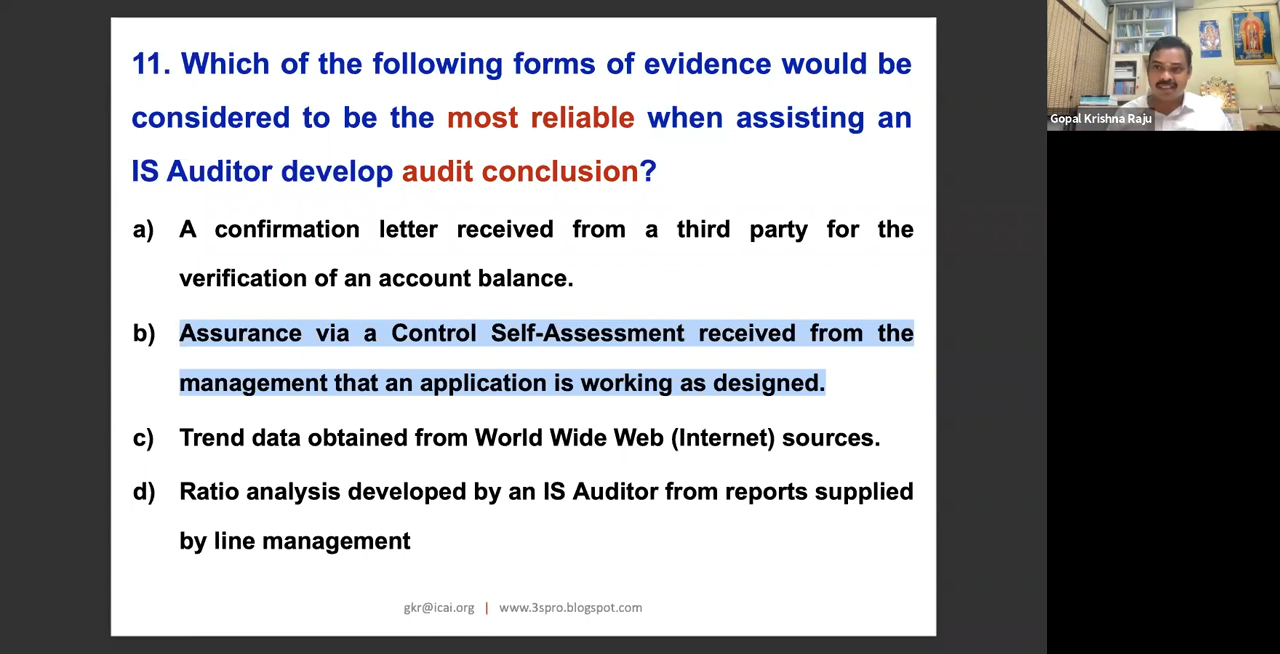 11. Which of the following forms of evidence would be
considered to be the most reliable when assisting an
IS Auditor develop audit conclusion?
a) A confirmation letter received from a third party for the
verification of an account balance.
b) Assurance via a Control Self-Assessment received from the
management that an application is working as designed.
c) Trend data obtained from World Wide Web (Internet) sources.
d) Ratio analysis developed by an IS Auditor from reports supplied
by line management
gkr@icai.org | www.3spro.blogspot.com
Gopal Krishna Raju